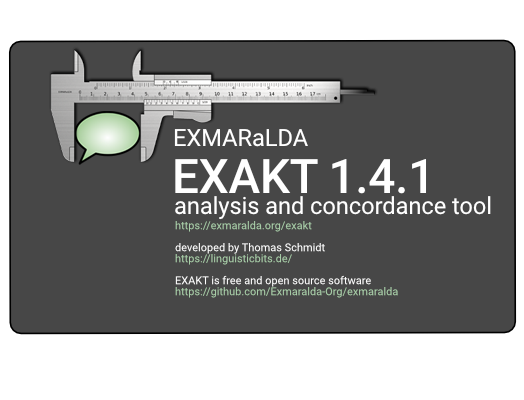 EXMARaLDA
EXAKT 1.4.1
analysis and concordance tool
https://exmaralda.org/exakt
developed by Thomas Schmidt
https://linguisticbits.de/
EXAKT is free and open source software
https://github.com/Exmaralda-Org/exmaralda